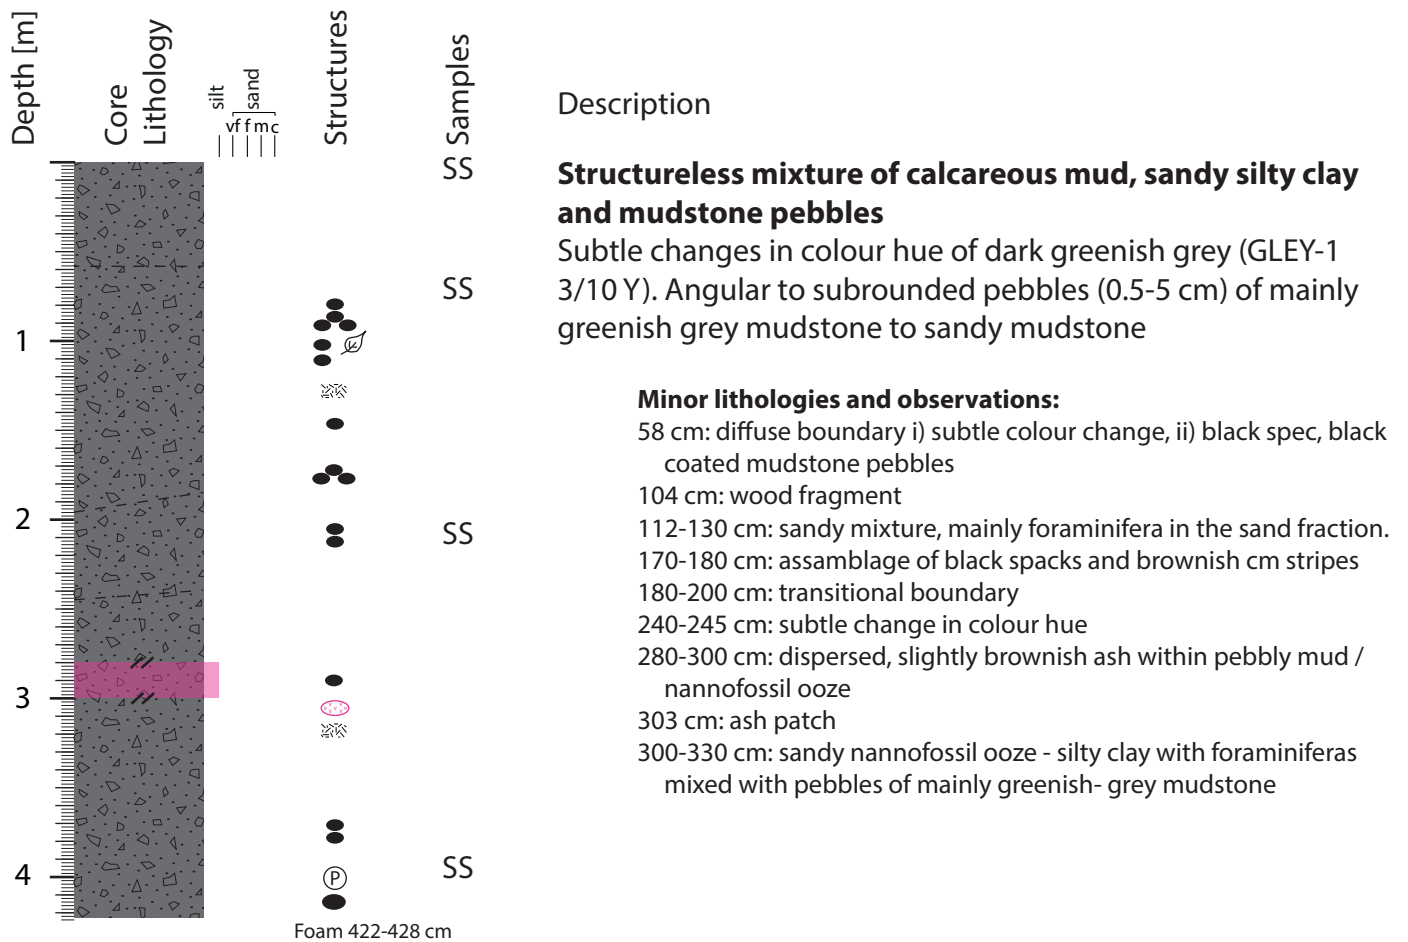 Depth [m]
Core
Lithology
silt
sand
vf f m c
Structures
Samples
Description
SS
Structureless mixture of calcareous mud, sandy silty clay
and mudstone pebbles
Subtle changes in colour hue of dark greenish grey (GLEY-1
3/10 Y). Angular to subrounded pebbles (0.5-5 cm) of mainly
greenish grey mudstone to sandy mudstone
SS
1
Minor lithologies and observations:
58 cm: diffuse boundary i) subtle colour change, ii) black spec, black
coated mudstone pebbles
104 cm: wood fragment
112-130 cm: sandy mixture, mainly foraminifera in the sand fraction.
170-180 cm: assamblage of black spacks and brownish cm stripes
180-200 cm: transitional boundary
240-245 cm: subtle change in colour hue
280-300 cm: dispersed, slightly brownish ash within pebbly mud /
nannofossil ooze
303 cm: ash patch
300-330 cm: sandy nannofossil ooze - silty clay with foraminiferas
mixed with pebbles of mainly greenish- grey mudstone
2
SS
3
4
P
SS
Foam 422-428 cm